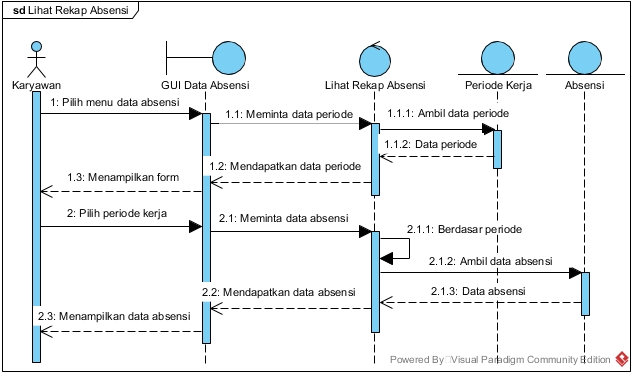 sd Lihat Rekap Absensi
Karyawan
GUI Data Absensi
Lihat Rekap Absensi
Periode Kerja
Absensi
1: Pilih menu data absensi
1.1: Meminta data periode
1.1.1: Ambil data periode
1.1.2: Data periode
1.2: Mendapatkan data periode
1.3: Menampilkan form
2: Pilih periode kerja
2.1: Meminta data absensi
2.1.1: Berdasar periode
2.1.2: Ambil data absensi
2.1.3: Data absensi
2.2: Mendapatkan data absensi
2.3: Menampilkan data absensi
Powered By Visual Paradigm Community Edition